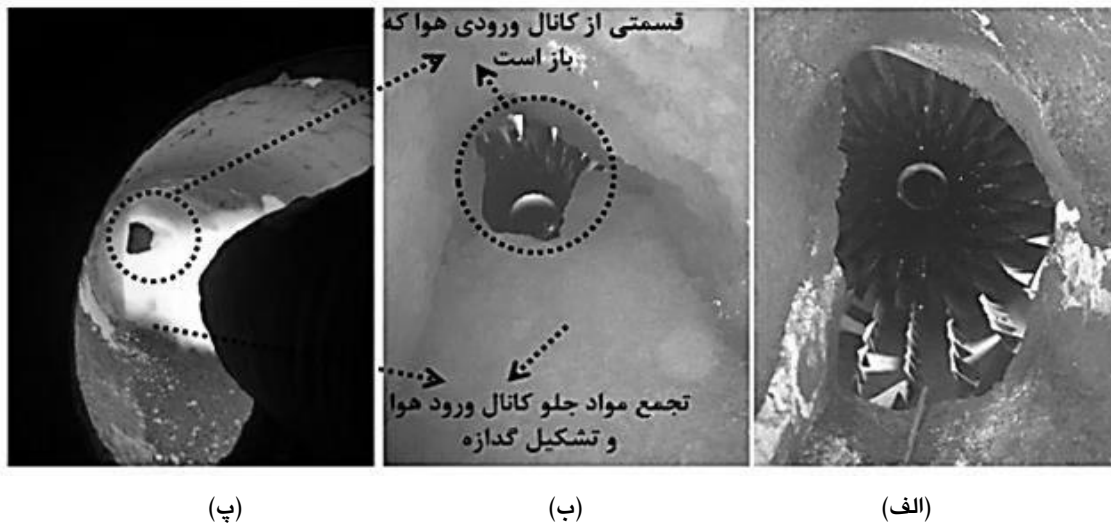 قسمتی از کانال ورودی هوا که
باز است
تجمع مواد جلو کانال ورود هوا
و تشکیل گدازه
(الف)
(ب)
(پ)